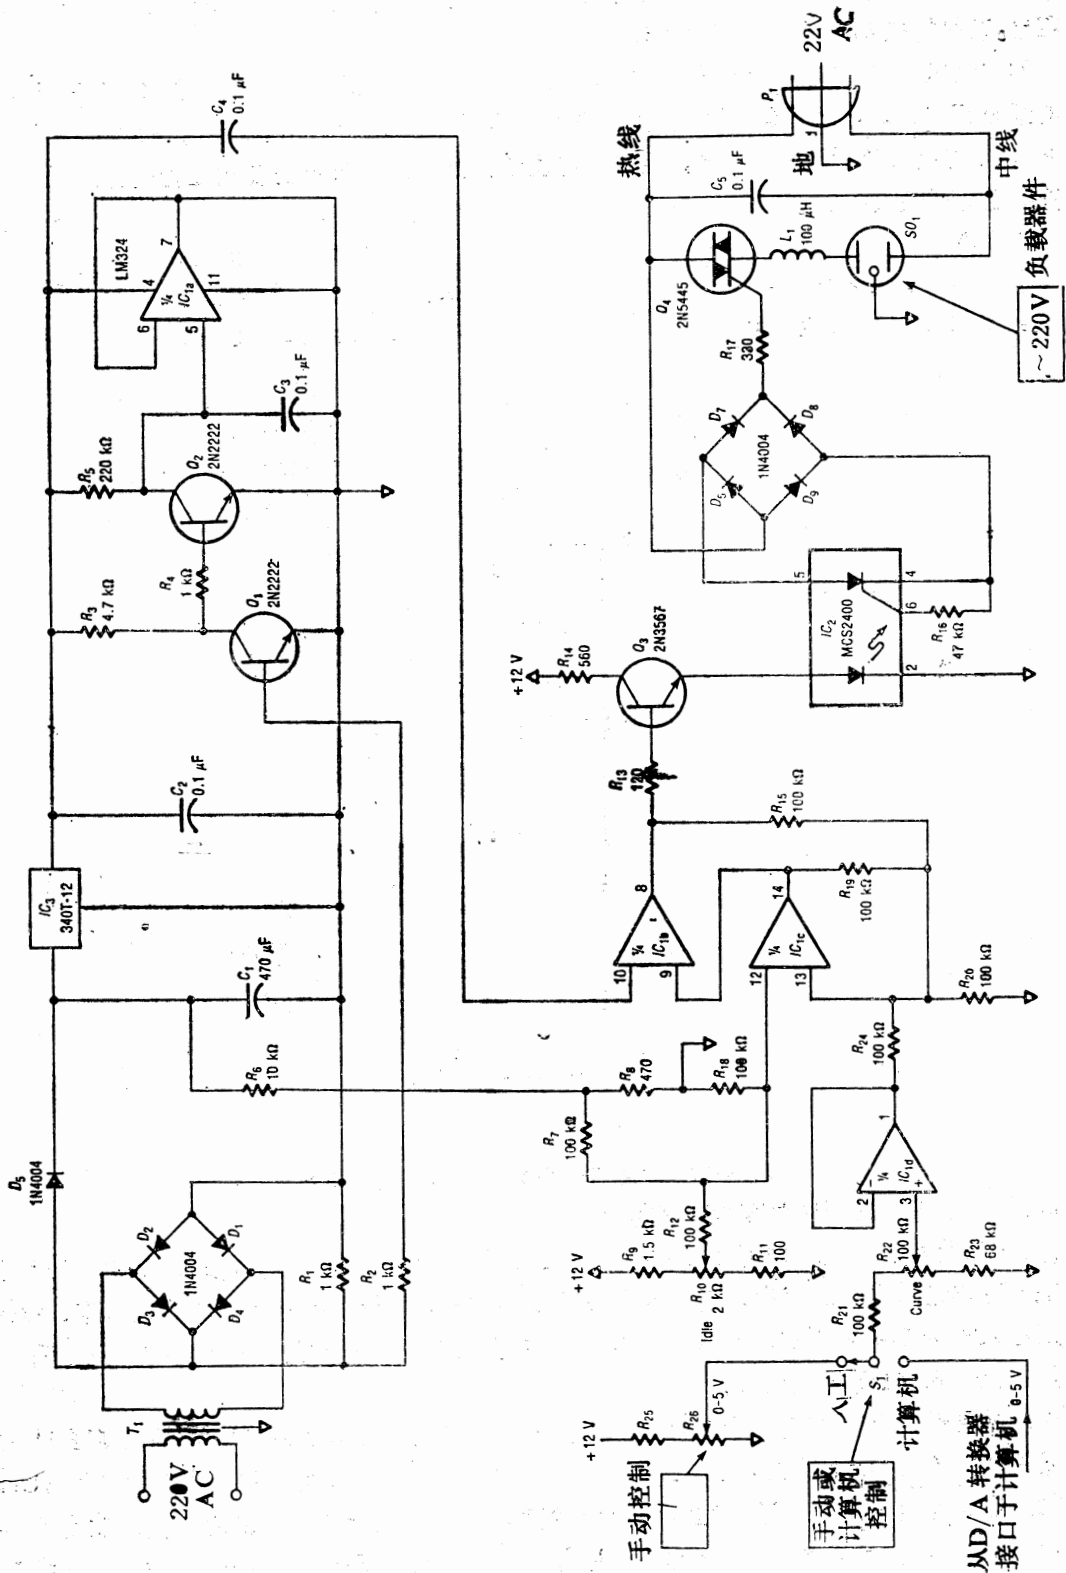 220V
AC
T₁
D₃
D₂
D₄
D₁
1N4004
D₅
1N4004
R₁
1 kΩ
R₂
1 kΩ
R₆
10 kΩ
C₁
470 µF
IC₃
340T-12
C₂
0.1 µF
R₃
4.7 kΩ
R₄
1 kΩ
Q₁
2N2222
R₅
220 kΩ
Q₂
2N2222
C₃
0.1 µF
LM324
6
5
4
7
11
¼
IC₁ₐ
C₄
0.1 µF
手动控制
+12 V
R₂₅
R₂₆
0-5 V
手动或
计算机
控制
人工
S₁
计算机
从D/A 转换器
接口于计算机
0-5 V
+12 V
R₉
1.5 kΩ
Idle
R₁₀
2 kΩ
R₁₁
100
R₁₂
100 kΩ
R₇
100 kΩ
R₈
470
R₁₈
100 kΩ
R₂₁
100 kΩ
Curve
R₂₂
100 kΩ
R₂₃
68 kΩ
2
3
1
-
+
¼
IC₁d
R₂₄
100 kΩ
R₂₀
100 kΩ
10
9
8
¼
IC₁b
12
13
14
¼
IC₁c
R₁₉
100 kΩ
R₁₅
100 kΩ
R₁₃
120
+12 V
R₁₄
560
Q₃
2N3567
IC₂
MCS2400
5
4
6
2
R₁₆
47 kΩ
D₇
D₈
D₉
1N4004
R₁₇
330
Q₄
2N5445
L₁
100 µH
C₅
0.1 µF
SO₁
热线
地
1
中线
P₁
22V
AC
~220V
负载器件